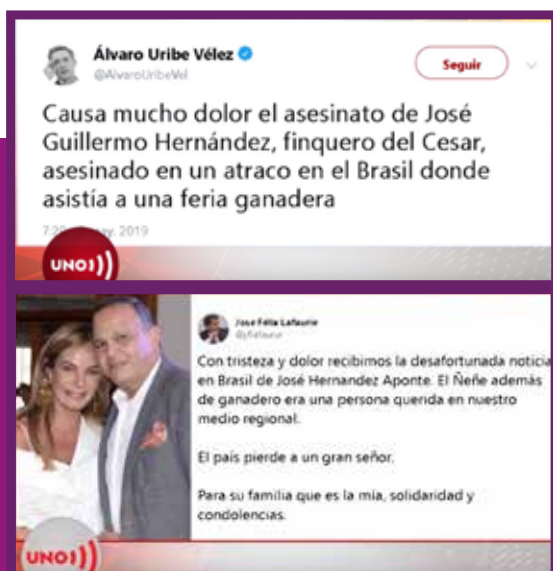 Álvaro Uribe Vélez
@AlvaroUribeVel
Seguir
Causa mucho dolor el asesinato de José
Guillermo Hernández, finquero del Cesar,
asesinado en un atraco en el Brasil donde
asistía a una feria ganadera
2019
UNO
José Félix Lafaurie
@jflafaurie
Con tristeza y dolor recibimos la desafortunada noticia
en Brasil de José Hernandez Aponte. El Ñeñe además
de ganadero era una persona querida en nuestro
medio regional.
El país pierde a un gran señor.
Para su familia que es la mía, solidaridad y
condolencias.
UNO